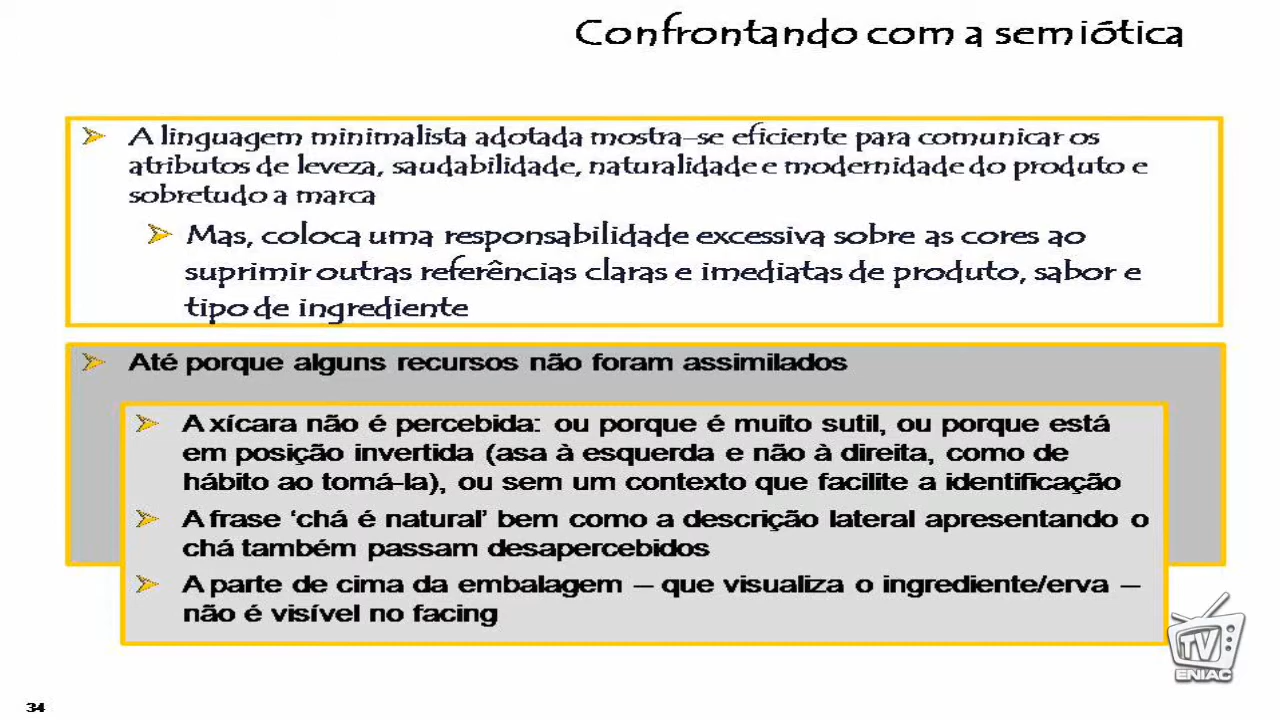 Confrontando com a semiótica
A linguagem minimalista adotada mostra-se eficiente para comunicar os
atributos de leveza, saudabilidade, naturalidade e modernidade do produto e
sobretudo a marca
Mas, coloca uma responsabilidade excessiva sobre as cores ao
suprimir outras referências claras e imediatas de produto, sabor e
tipo de ingrediente
Até porque alguns recursos não foram assimilados
A xícara não é percebida: ou porque é muito sutil, ou porque está
em posição invertida (asa à esquerda e não à direita, como de
hábito ao tomá-la), ou sem um contexto que facilite a identificação
A frase ‘chá é natural’ bem como a descrição lateral apresentando o
chá também passam desapercebidos
A parte de cima da embalagem – que visualiza o ingrediente/erva –
não é visível no facing
TV
ENIAC
34